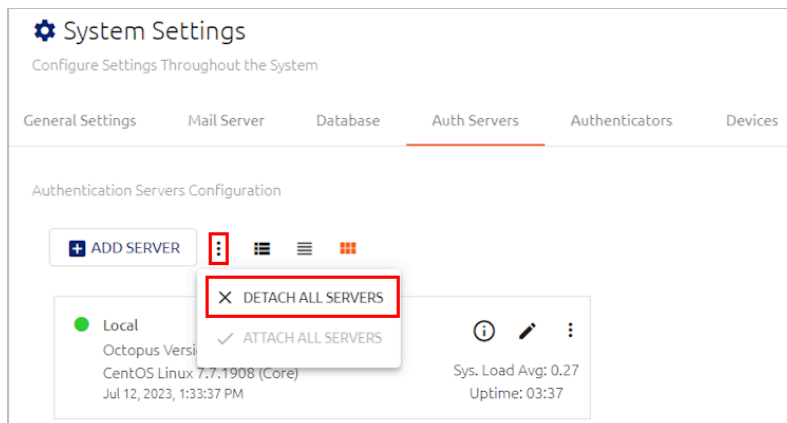 System Settings
Configure Settings Throughout the System
General Settings Mail Server Database Auth Servers Authenticators Devices
Authentication Servers Configuration
ADD SERVER
DETACH ALL SERVERS
ATTACH ALL SERVERS
Local
Octopus
CentOS Linux 7.7.1908 (Core)
Jul 12, 2023, 1:33:37 PM
Sys. Load Avg: 0.27
Uptime: 03:37